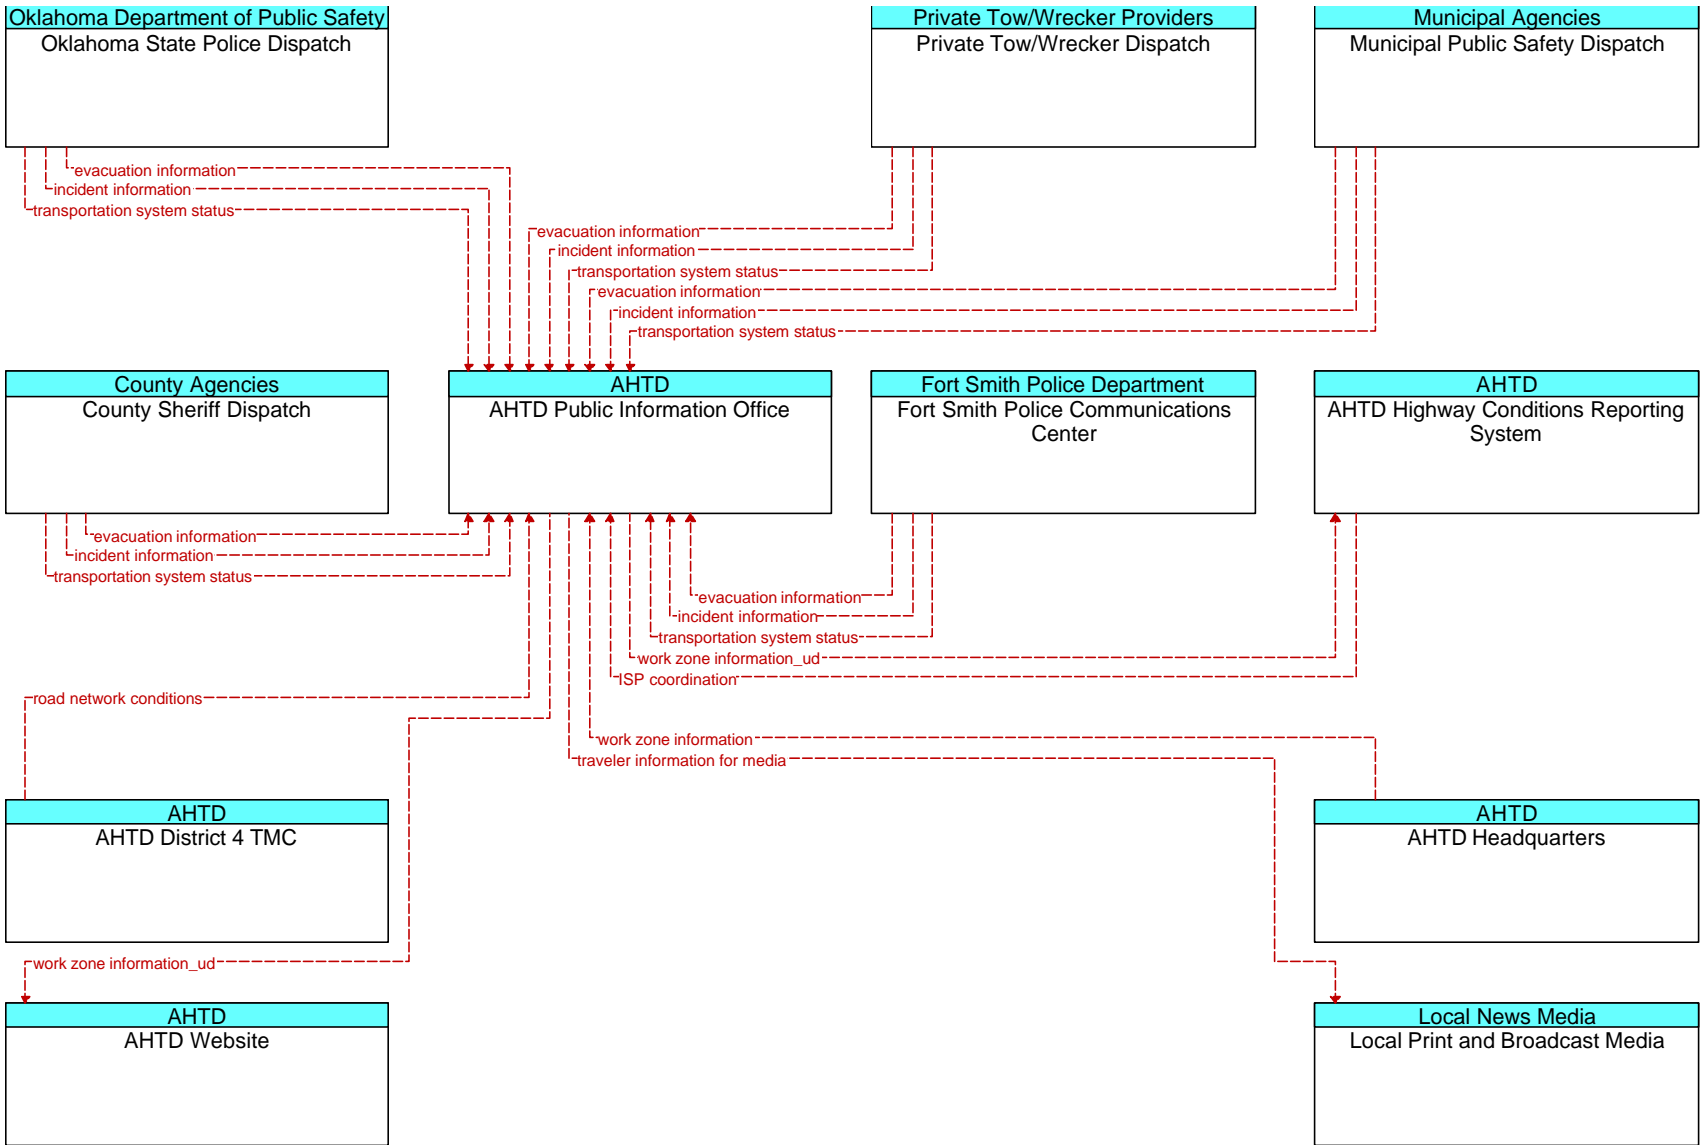 Oklahoma Department of Public Safety
Oklahoma State Police Dispatch
Private Tow/Wrecker Providers
Private Tow/Wrecker Dispatch
Municipal Agencies
Municipal Public Safety Dispatch
evacuation information
incident information
transportation system status
evacuation information
incident information
transportation system status
evacuation information
incident information
transportation system status
County Agencies
County Sheriff Dispatch
AHTD
AHTD Public Information Office
Fort Smith Police Department
Fort Smith Police Communications
Center
AHTD
AHTD Highway Conditions Reporting
System
evacuation information
incident information
transportation system status
evacuation information
incident information
transportation system status
work zone information_ud
ISP coordination
road network conditions
work zone information
traveler information for media
AHTD
AHTD District 4 TMC
AHTD
AHTD Headquarters
work zone information_ud
AHTD
AHTD Website
Local News Media
Local Print and Broadcast Media